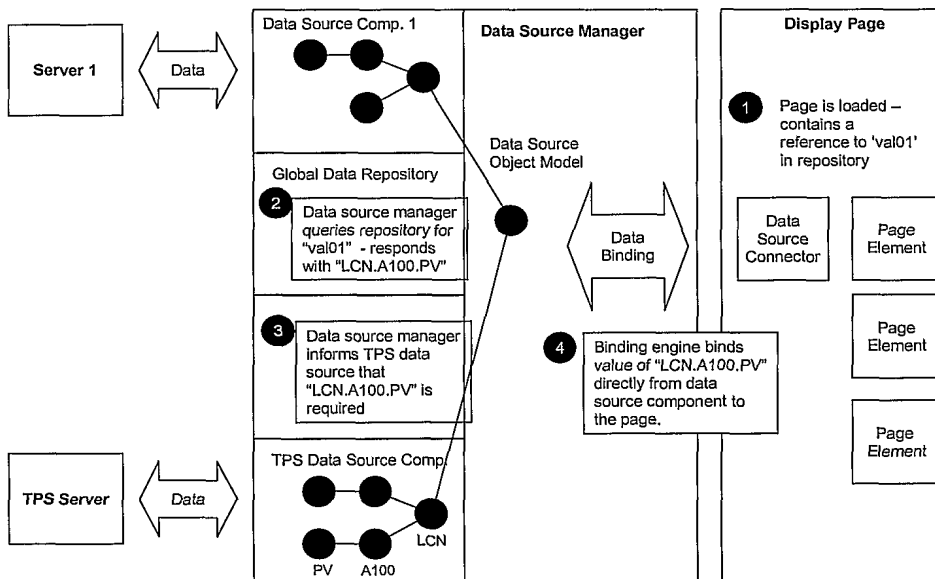 Server 1
Data
Data Source Comp. 1
Data Source Manager
Display Page
1
Page is loaded –
contains a
reference to 'val01'
in repository
Data Source
Object Model
Global Data Repository
2
Data source manager
queries repository for
"val01" - responds
with "LCN.A100.PV"
Data
Binding
Data
Source
Connector
Page
Element
3
Data source manager
informs TPS data
source that
"LCN.A100.PV" is
required
4
Binding engine binds
value of "LCN.A100.PV"
directly from data
source component to
the page.
Page
Element
Page
Element
TPS Server
Data
TPS Data Source Comp.
LCN
PV
A100